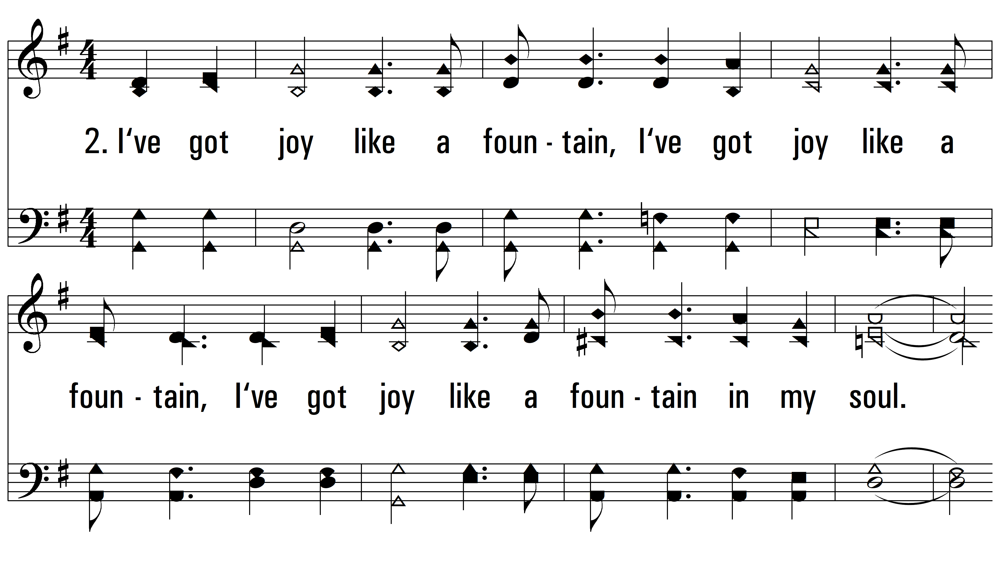 2. I‘ve got joy like a foun - tain, I‘ve got joy like a
foun - tain, I‘ve got joy like a foun - tain in my soul.